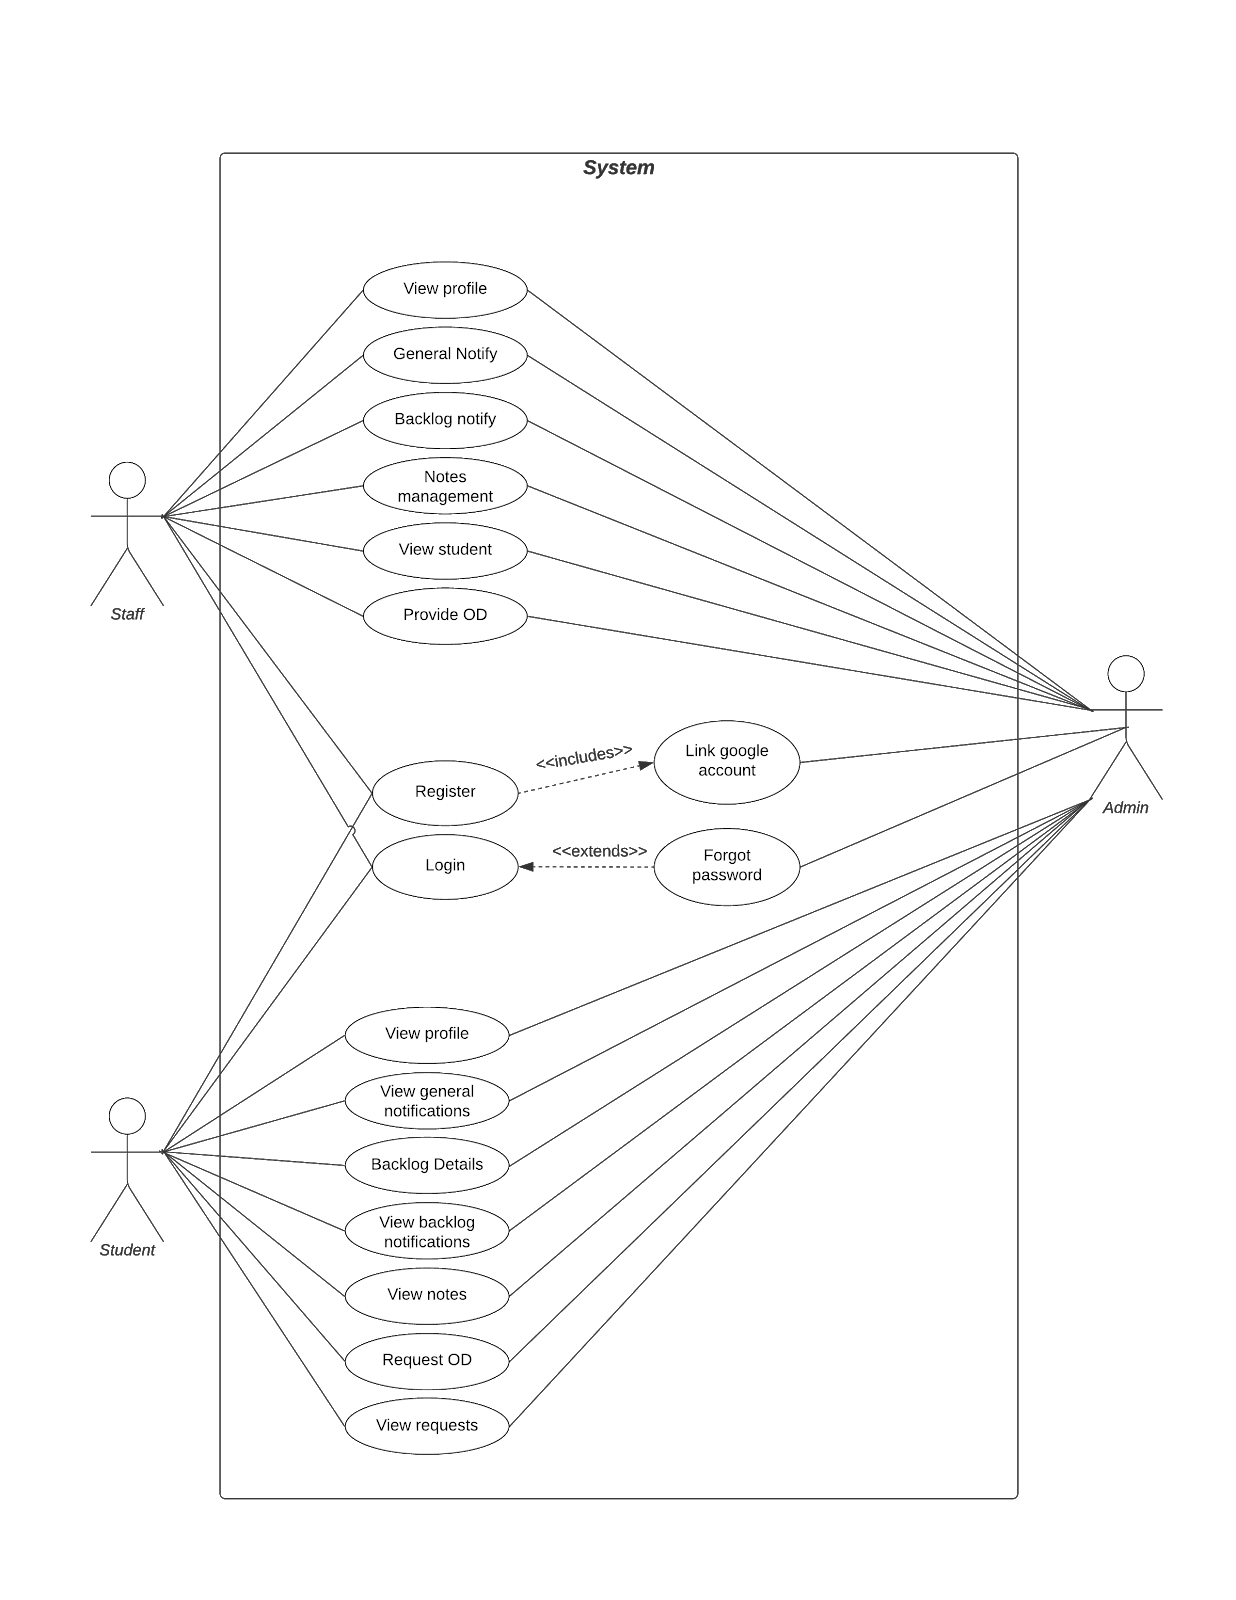 System
View profile
General Notify
Backlog notify
Notes
management
View student
Provide OD
Staff
<<includes>>
Link google
account
Register
Admin
<<extends>>
Login
Forgot
password
View profile
View general
notifications
Backlog Details
View backlog
notifications
Student
View notes
Request OD
View requests